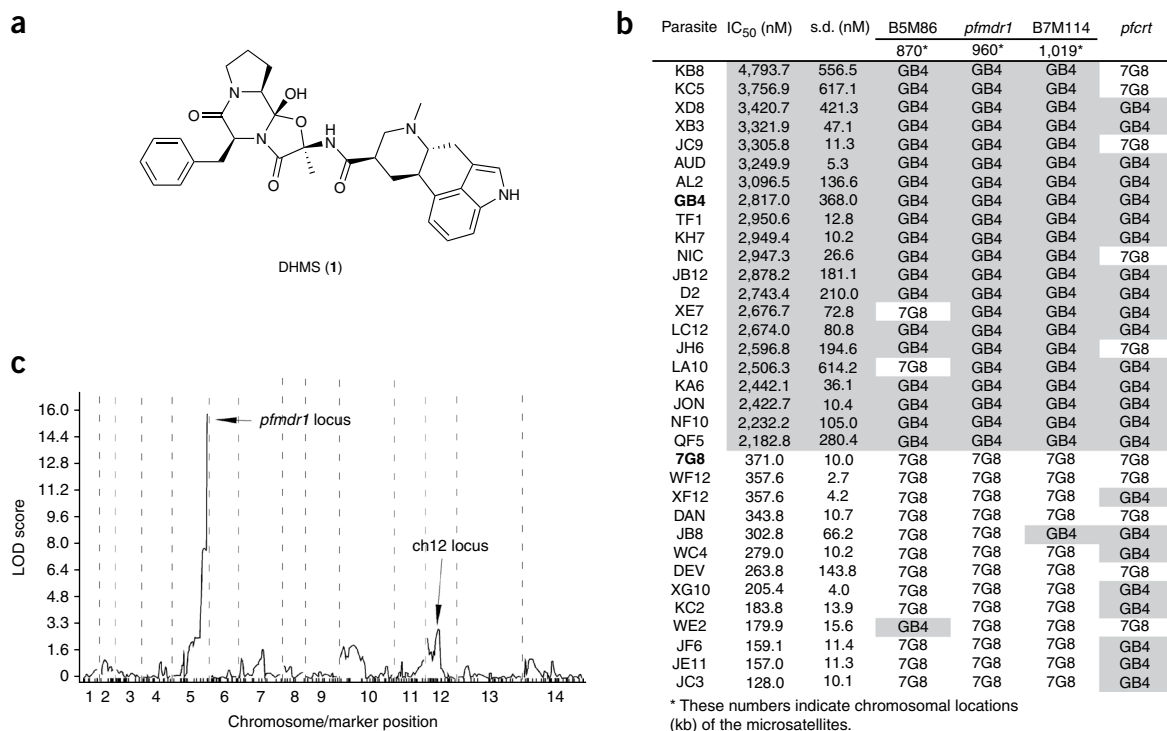 a
N
OH
O
N
O
O
NH
O
N
NH
DHMS (1)
b
Parasite IC50 (nM) s.d. (nM) B5M86 pfmdr1 B7M114 pfcrt
870* 960* 1,019*
KB8 4,793.7 556.5 GB4 GB4 GB4 7G8
KC5 3,756.9 617.1 GB4 GB4 GB4 7G8
XD8 3,420.7 421.3 GB4 GB4 GB4 GB4
XB3 3,321.9 47.1 GB4 GB4 GB4 GB4
JC9 3,305.8 11.3 GB4 GB4 GB4 7G8
AUD 3,249.9 5.3 GB4 GB4 GB4 GB4
AL2 3,096.5 136.6 GB4 GB4 GB4 GB4
GB4 2,817.0 368.0 GB4 GB4 GB4 GB4
TF1 2,950.6 12.8 GB4 GB4 GB4 GB4
KH7 2,949.4 10.2 GB4 GB4 GB4 GB4
NIC 2,947.3 26.6 GB4 GB4 GB4 7G8
JB12 2,878.2 181.1 GB4 GB4 GB4 GB4
D2 2,743.4 210.0 GB4 GB4 GB4 GB4
XE7 2,676.7 72.8 7G8 GB4 GB4 GB4
LC12 2,674.0 80.8 GB4 GB4 GB4 GB4
JH6 2,596.8 194.6 GB4 GB4 GB4 7G8
LA10 2,506.3 614.2 7G8 GB4 GB4 GB4
KA6 2,442.1 36.1 GB4 GB4 GB4 GB4
JON 2,422.7 10.4 GB4 GB4 GB4 GB4
NF10 2,232.2 105.0 GB4 GB4 GB4 GB4
QF5 2,182.8 280.4 GB4 GB4 GB4 GB4
7G8 371.0 10.0 7G8 7G8 7G8 7G8
WF12 357.6 2.7 7G8 7G8 7G8 7G8
XF12 357.6 4.2 7G8 7G8 7G8 GB4
DAN 343.8 10.7 7G8 7G8 7G8 7G8
JB8 302.8 66.2 7G8 7G8 GB4 GB4
WC4 279.0 10.2 7G8 7G8 7G8 GB4
DEV 263.8 143.8 7G8 7G8 7G8 7G8
XG10 205.4 4.0 7G8 7G8 7G8 GB4
KC2 183.8 13.9 7G8 7G8 7G8 GB4
WE2 179.9 15.6 GB4 7G8 7G8 7G8
JF6 159.1 11.4 7G8 7G8 7G8 GB4
JE11 157.0 11.3 7G8 7G8 7G8 GB4
JC3 128.0 10.1 7G8 7G8 7G8 GB4
* These numbers indicate chromosomal locations
(kb) of the microsatellites.
c
LOD score
16.0
14.4
12.8
11.2
9.6
8.0
6.4
4.8
3.3
1.6
0
pfmdr1 locus
ch12 locus
1 2 3 4 5 6 7 8 9 10 11 12 13 14
Chromosome/marker position